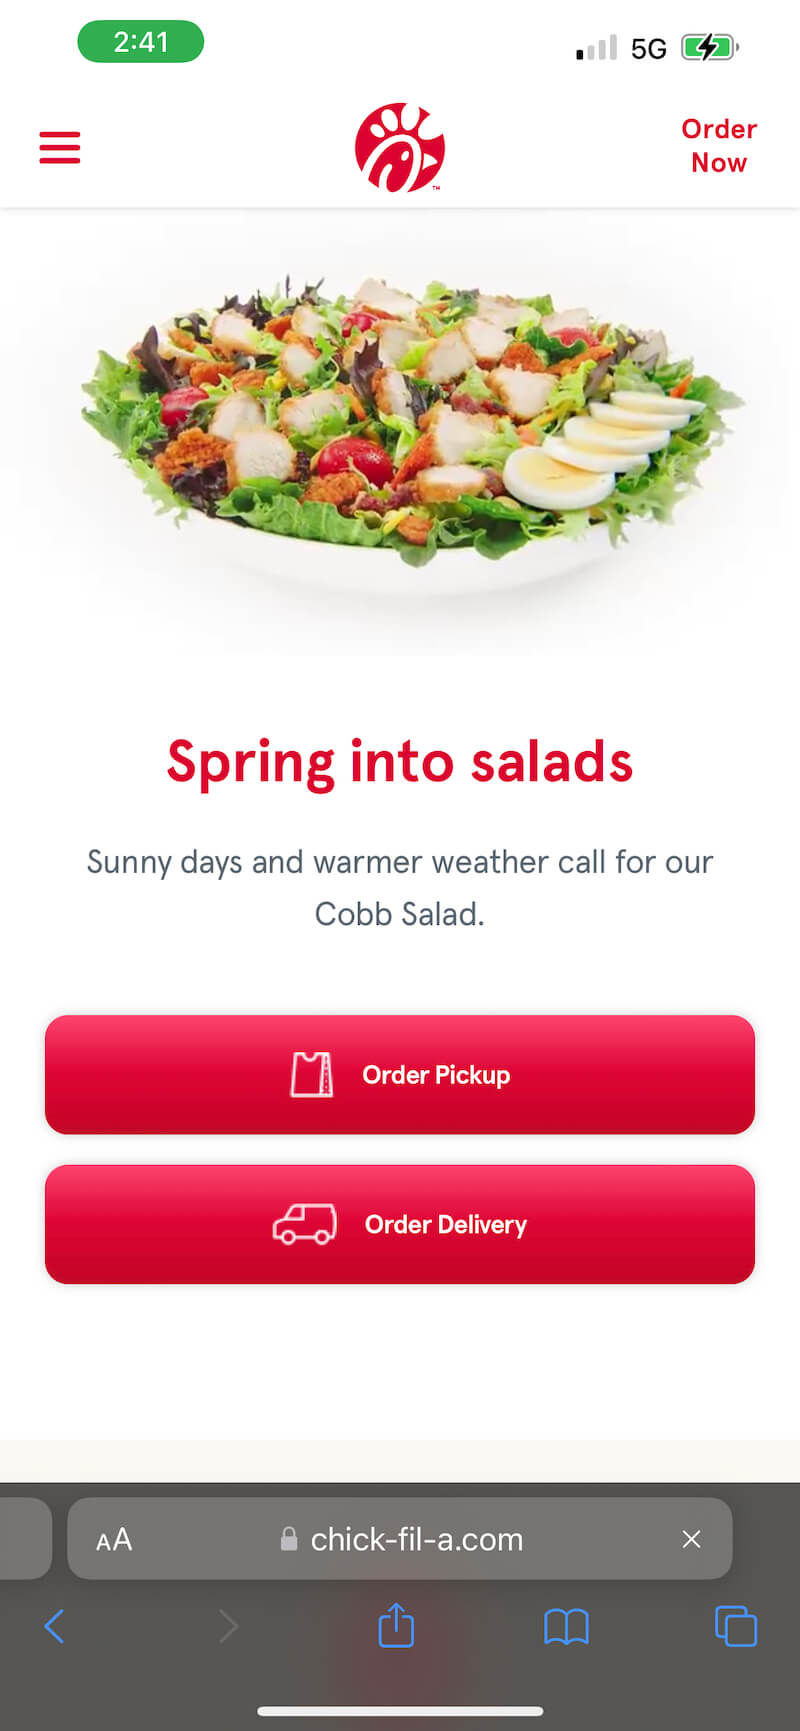 2:41
5G
Order
Now
TM
Spring into salads
Sunny days and warmer weather call for our
Cobb Salad.
Order Pickup
Order Delivery
AA
chick-fil-a.com